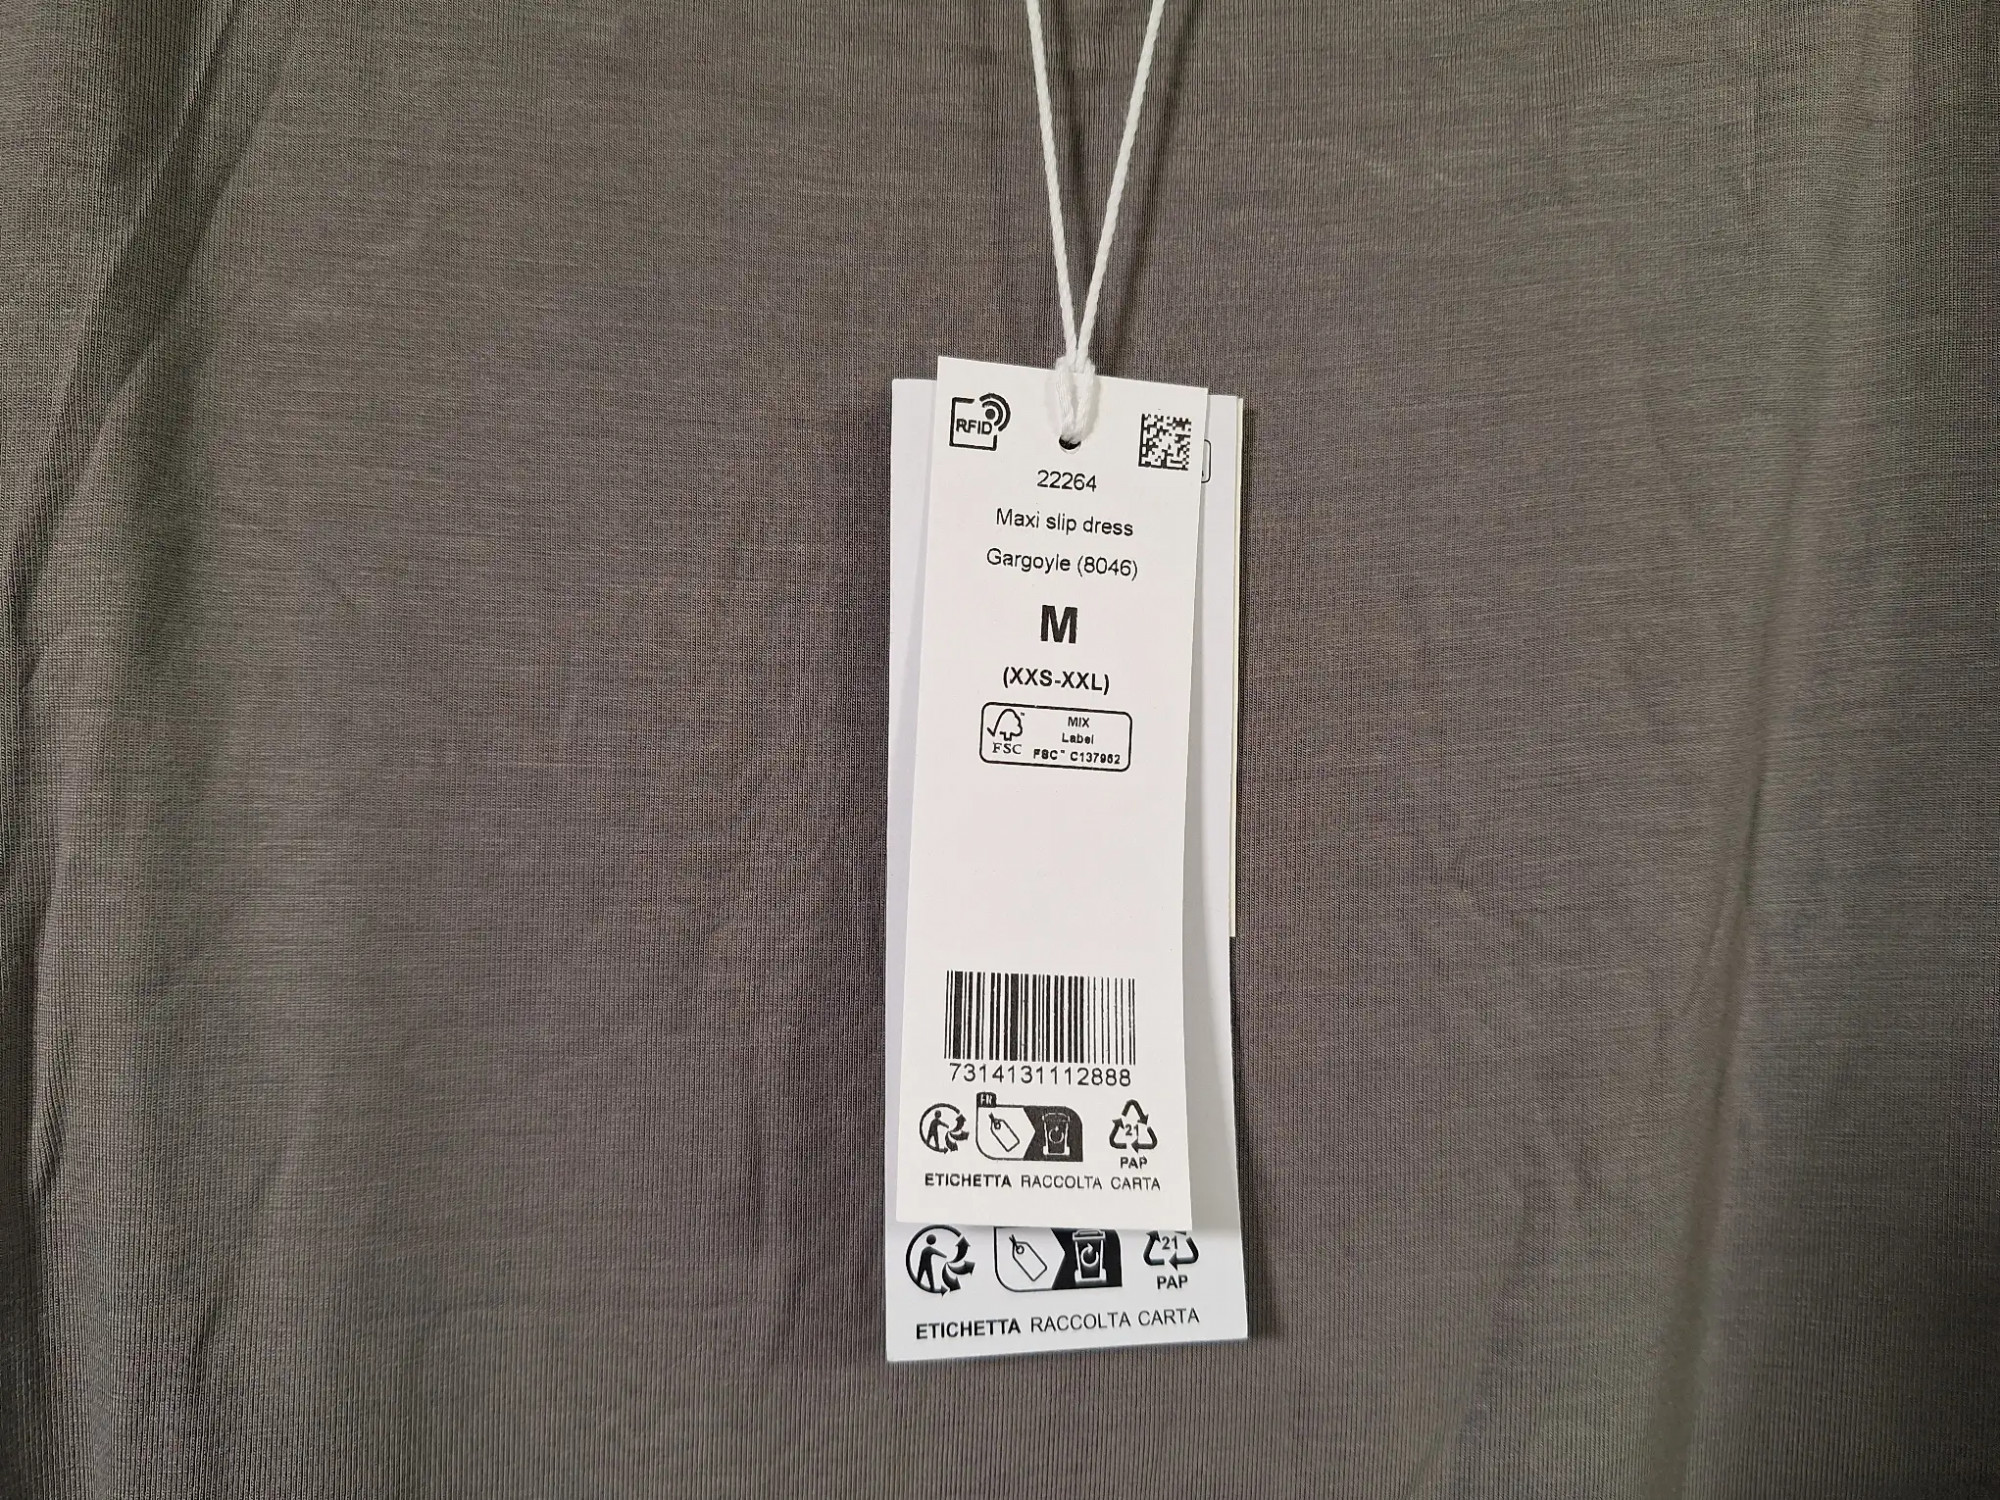 RFID
22264
Maxi slip dress
Gargoyle (8046)
M
(XXS-XXL)
FSC
MIX
Label
FSC™ C137962
7314131112888
FR
21
PAP
ETICHETTA RACCOLTA CARTA
21
PAP
ETICHETTA RACCOLTA CARTA